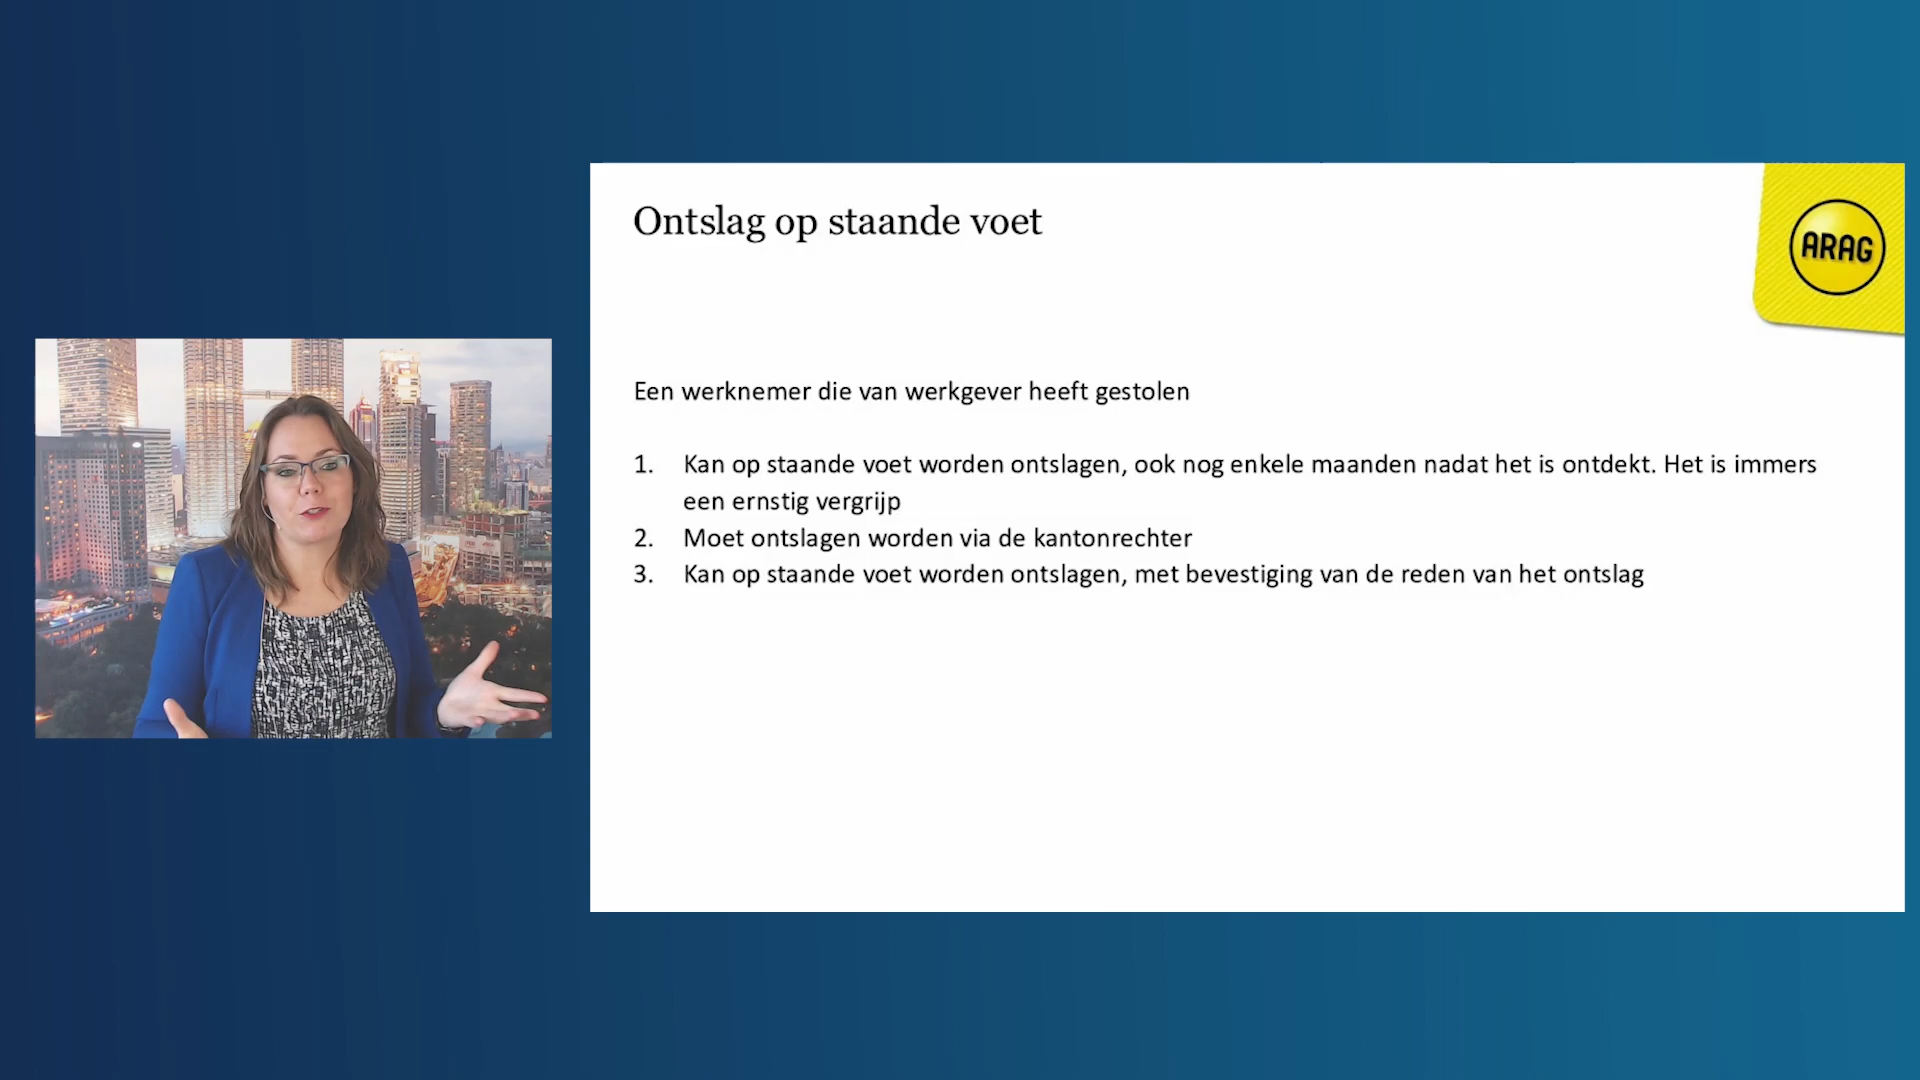 Ontslag op staande voet
ARAG
Een werknemer die van werkgever heeft gestolen
1. Kan op staande voet worden ontslagen, ook nog enkele maanden nadat het is ontdekt. Het is immers
een ernstig vergrijp
2. Moet ontslagen worden via de kantonrechter
3. Kan op staande voet worden ontslagen, met bevestiging van de reden van het ontslag